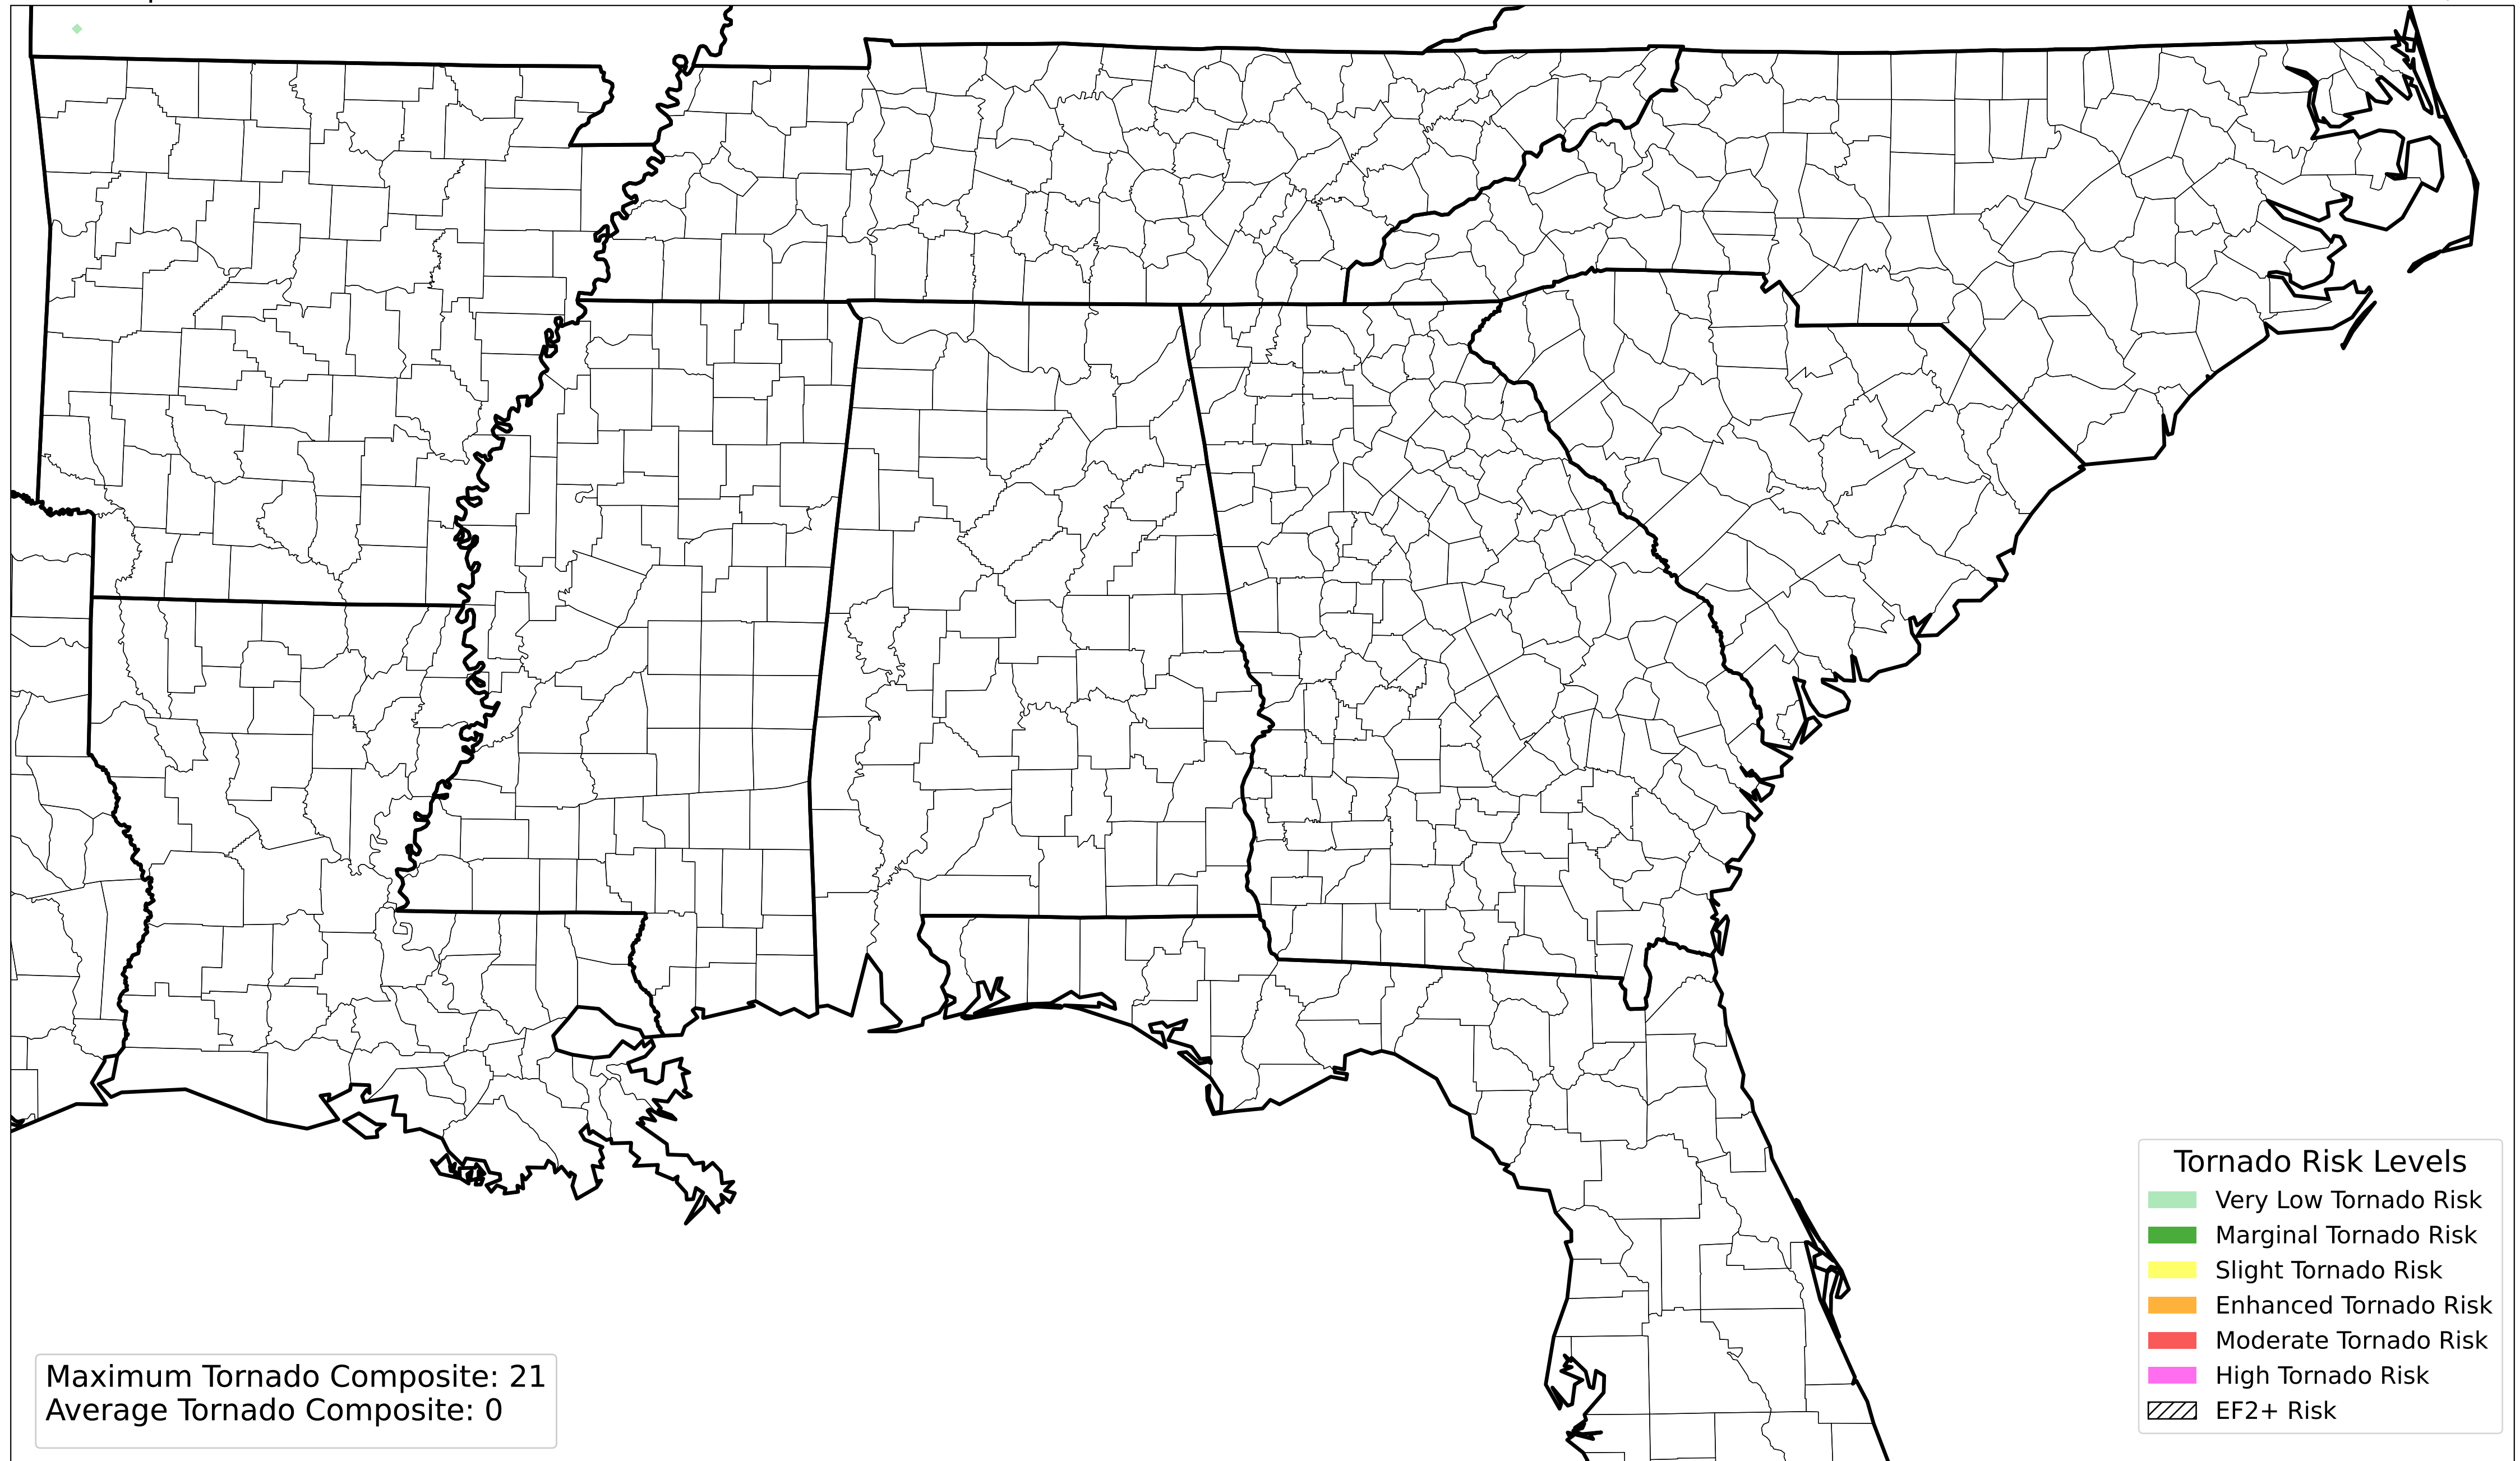 Tornado Risk Levels
Very Low Tornado Risk
Marginal Tornado Risk
Slight Tornado Risk
Enhanced Tornado Risk
Moderate Tornado Risk
High Tornado Risk
EF2+ Risk
Maximum Tornado Composite: 21
Average Tornado Composite: 0